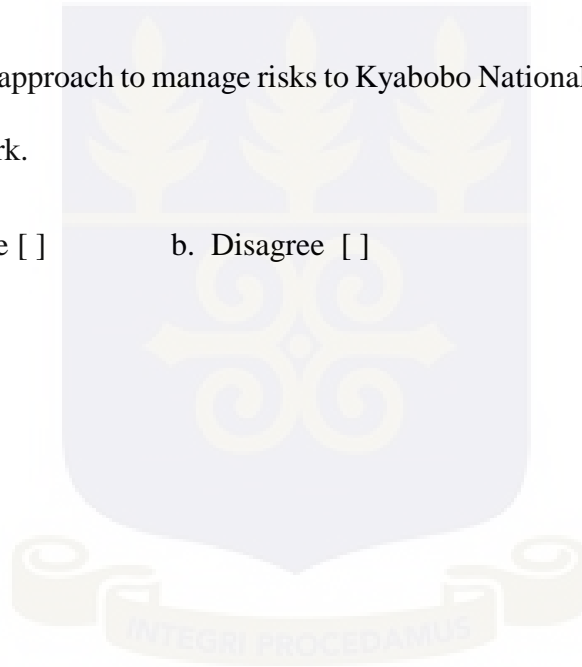 approach to manage risks to Kyabobo National
rk.
e [ ] b. Disagree [ ]
INTEGRI PROCEDAMUS